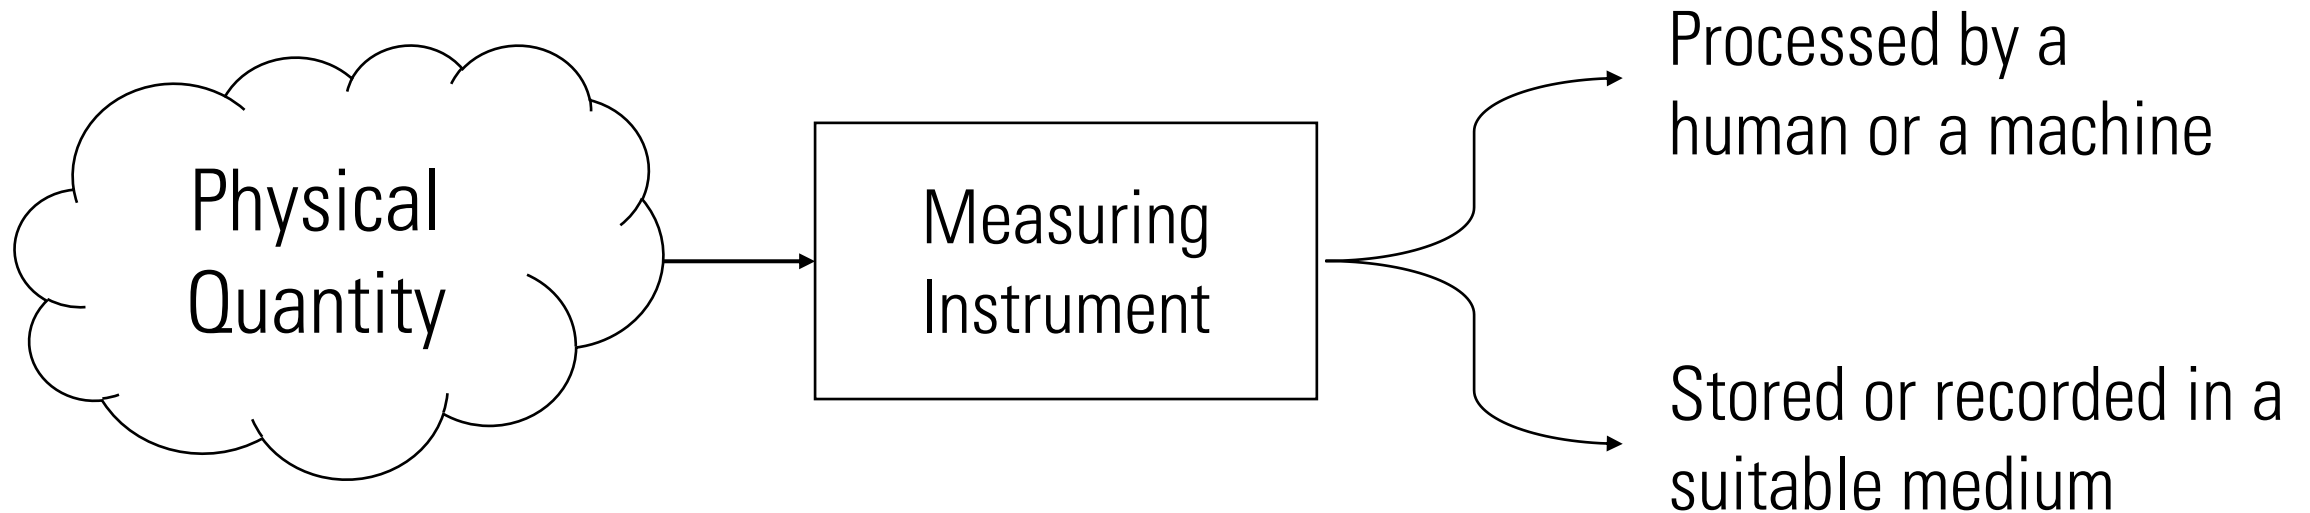 Physical
Quantity
Measuring
Instrument
Processed by a
human or a machine
Stored or recorded in a
suitable medium